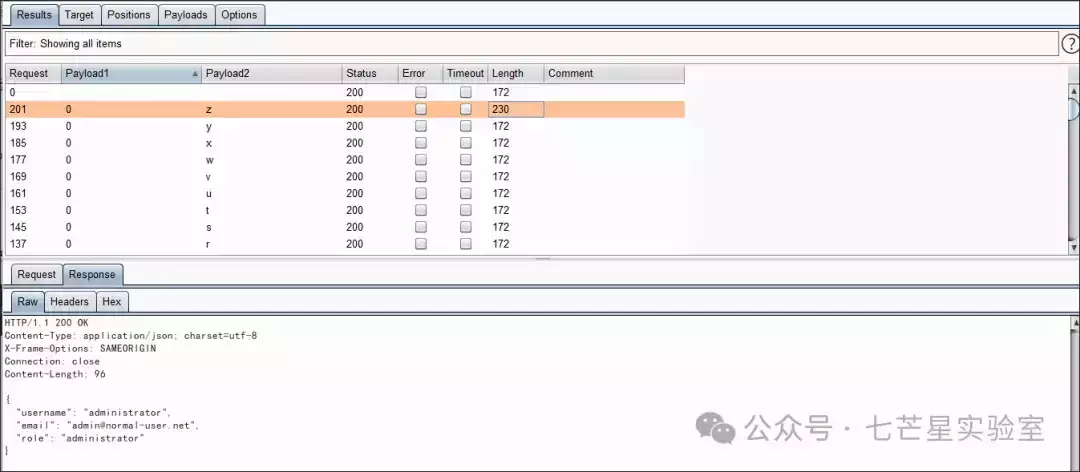 Results Target Positions Payloads Options
Filter: Showing all items ?
Request Payload1 Payload2 Status Error Timeout Length Comment
0 200 172
201 0 z 200 230
193 0 y 200 172
185 0 x 200 172
177 0 w 200 172
169 0 v 200 172
161 0 u 200 172
153 0 t 200 172
145 0 s 200 172
137 0 r 200 172
Request Response
Raw Headers Hex
HTTP/1.1 200 OK
Content-Type: application/json; charset=utf-8
X-Frame-Options: SAMEORIGIN
Connection: close
Content-Length: 96
{
"username": "administrator",
"email": "admin@normal-user.net",
"role": "administrator"
}
公众号 · 七芒星实验室